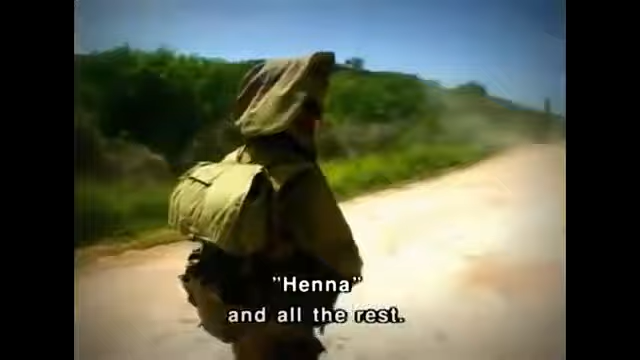 "Henna"
and all the rest.